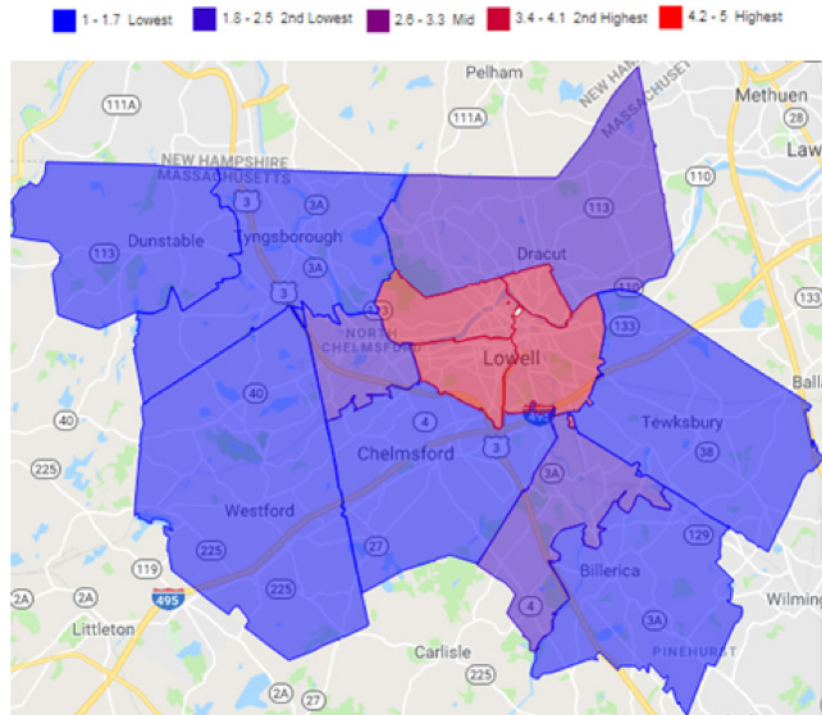 1 - 1.7 Lowest
1.8 - 2.5 2nd Lowest
2.6 - 3.3 Mid
3.4 - 4.1 2nd Highest
4.2 - 5 Highest
Pelham
NEW HAM
MASSACHUSETTS
Methuen
111A
111A
28
Law
NEW HAMPSHIRE
MASSACHUSETTS
110
3
3A
113
113
Dunstable
Tyngsborough
Dracut
3A
3
110
133
113
133
NORTH
CHELMSFORD
Lowell
Balla
40
40
4
495
Tewksbury
3
38
225
Chelmsford
3A
Westford
129
225
27
Billerica
119
225
4
2A
2A
495
3A
Wilming
Littleton
Carlisle
PINEHURST
225
2A
27